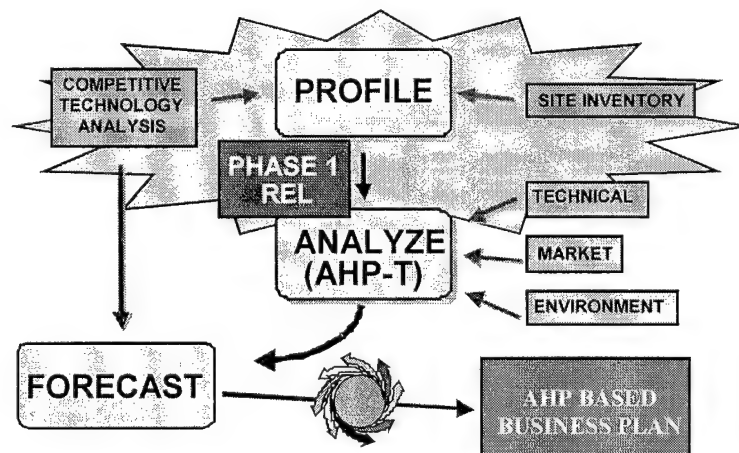 COMPETITIVE
TECHNOLOGY
ANALYSIS
PROFILE
SITE INVENTORY
PHASE 1
REL
TECHNICAL
ANALYZE
(AHP-T)
MARKET
ENVIRONMENT
FORECAST
AHP BASED
BUSINESS PLAN